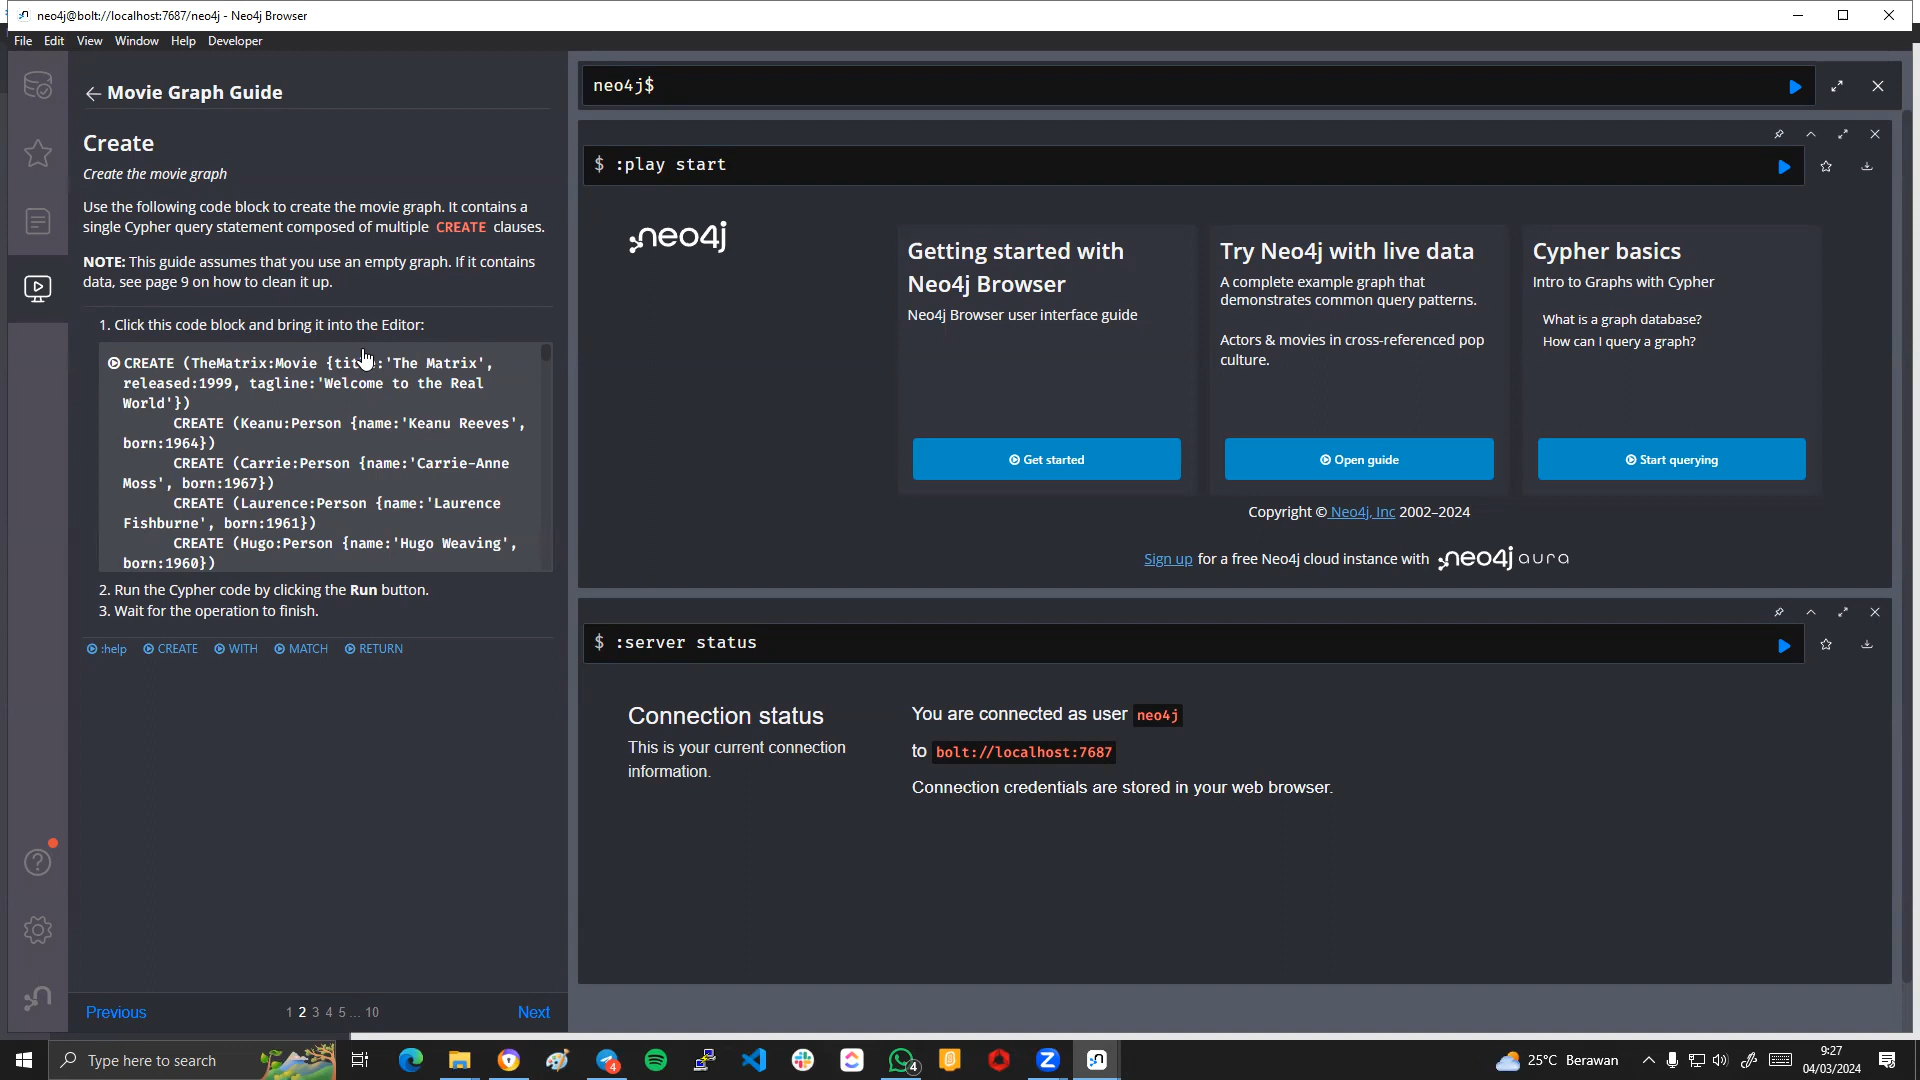 neo4j@bolt://localhost:7687/neo4j - Neo4j Browser
File Edit View Window Help Developer
Movie Graph Guide
Create
Create the movie graph
Use the following code block to create the movie graph. It contains a
single Cypher query statement composed of multiple CREATE clauses.
NOTE: This guide assumes that you use an empty graph. If it contains
data, see page 9 on how to clean it up.
1. Click this code block and bring it into the Editor:
CREATE (TheMatrix:Movie {title:'The Matrix',
released:1999, tagline:'Welcome to the Real
World'})
CREATE (Keanu:Person {name:'Keanu Reeves',
born:1964})
CREATE (Carrie:Person {name:'Carrie-Anne
Moss', born:1967})
CREATE (Laurence:Person {name:'Laurence
Fishburne', born:1961})
CREATE (Hugo:Person {name:'Hugo Weaving',
born:1960})
2. Run the Cypher code by clicking the Run button.
3. Wait for the operation to finish.
:help CREATE WITH MATCH RETURN
Previous 1 2 3 4 5 ... 10 Next
neo4j$
$ :play start
neo4j
Getting started with
Neo4j Browser
Neo4j Browser user interface guide
Get started
Try Neo4j with live data
A complete example graph that
demonstrates common query patterns.
Actors & movies in cross-referenced pop
culture.
Open guide
Cypher basics
Intro to Graphs with Cypher
What is a graph database?
How can I query a graph?
Start querying
Copyright © Neo4j, Inc 2002–2024
Sign up for a free Neo4j cloud instance with neo4j aura
$ :server status
Connection status
This is your current connection
information.
You are connected as user neo4j
to bolt://localhost:7687
Connection credentials are stored in your web browser.
Type here to search
4
4
25°C Berawan
9:27
04/03/2024